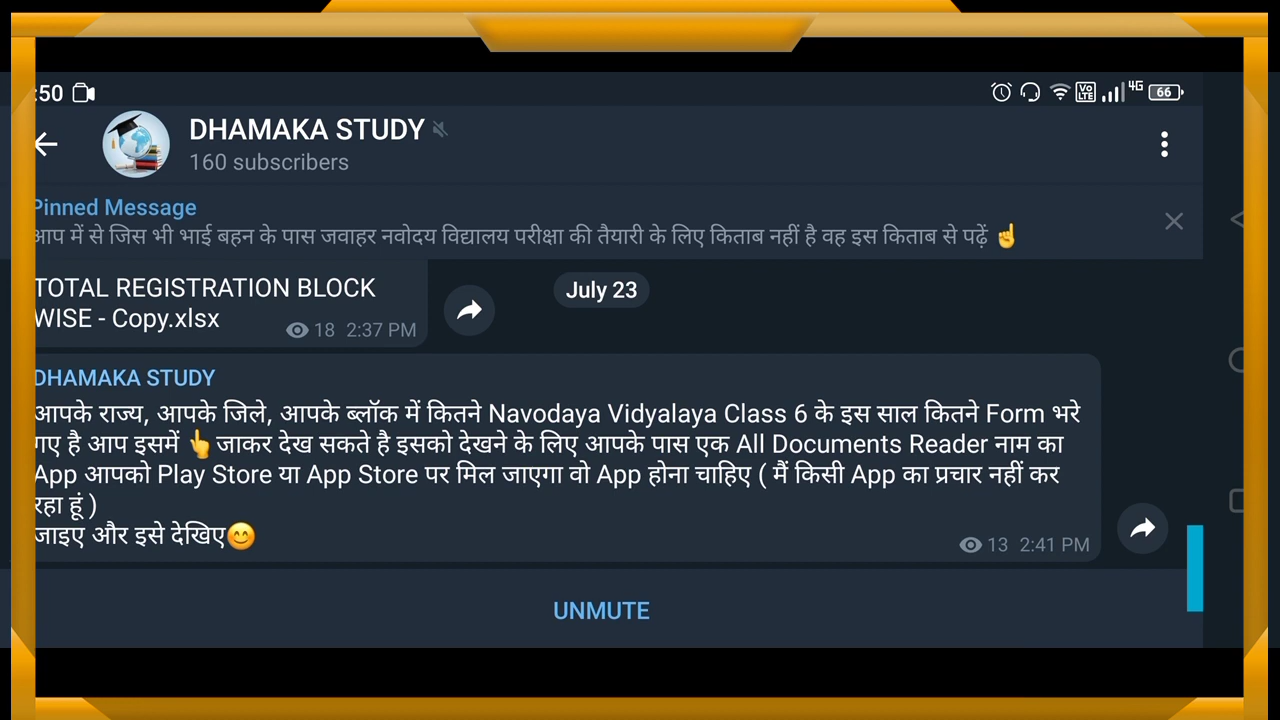 :50
4G
VO LTE
66
DHAMAKA STUDY
160 subscribers
Pinned Message
आप में से जिस भी भाई बहन के पास जवाहर नवोदय विद्यालय परीक्षा की तैयारी के लिए किताब नहीं है वह इस किताब से पढ़ें ☝️
July 23
TOTAL REGISTRATION BLOCK
WISE - Copy.xlsx
18 2:37 PM
DHAMAKA STUDY
आपके राज्य, आपके जिले, आपके ब्लॉक में कितने Navodaya Vidyalaya Class 6 के इस साल कितने Form भरे
गए है आप इसमें 👆 जाकर देख सकते है इसको देखने के लिए आपके पास एक All Documents Reader नाम का
App आपको Play Store या App Store पर मिल जाएगा वो App होना चाहिए ( मैं किसी App का प्रचार नहीं कर
रहा हूं )
जाइए और इसे देखिए😊
13 2:41 PM
UNMUTE